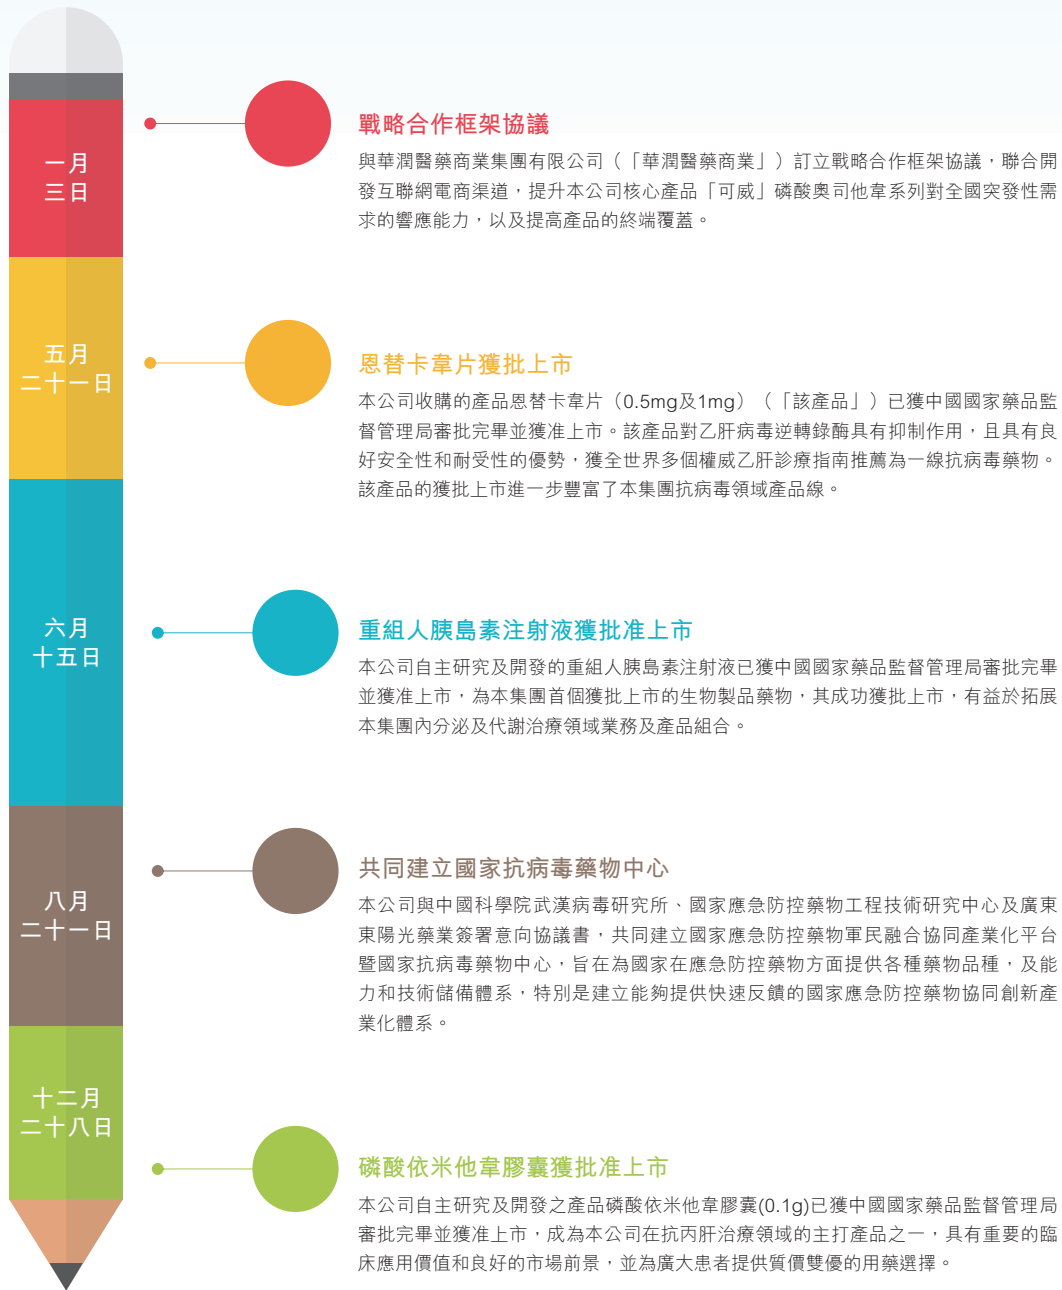 一月
三日
戰略合作框架協議
與華潤醫藥商業集團有限公司（「華潤醫藥商業」）訂立戰略合作框架協議，聯合開
發互聯網電商渠道，提升本公司核心產品「可威」磷酸奧司他韋系列對全國突發性需
求的響應能力，以及提高產品的終端覆蓋。
五月
二十一日
恩替卡韋片獲批上市
本公司收購的產品恩替卡韋片（0.5mg及1mg）（「該產品」）已獲中國國家藥品監
督管理局審批完畢並獲准上市。該產品對乙肝病毒逆轉錄酶具有抑制作用，且具有良
好安全性和耐受性的優勢，獲全世界多個權威乙肝診療指南推薦為一線抗病毒藥物。
該產品的獲批上市進一步豐富了本集團抗病毒領域產品線。
六月
十五日
重組人胰島素注射液獲批准上市
本公司自主研究及開發的重組人胰島素注射液已獲中國國家藥品監督管理局審批完畢
並獲准上市，為本集團首個獲批上市的生物製品藥物，其成功獲批上市，有益於拓展
本集團內分泌及代謝治療領域業務及產品組合。
八月
二十一日
共同建立國家抗病毒藥物中心
本公司與中國科學院武漢病毒研究所、國家應急防控藥物工程技術研究中心及廣東
東陽光藥業簽署意向協議書，共同建立國家應急防控藥物軍民融合協同產業化平台
暨國家抗病毒藥物中心，旨在為國家在應急防控藥物方面提供各種藥物品種，及能
力和技術儲備體系，特別是建立能夠提供快速反饋的國家應急防控藥物協同創新產
業化體系。
十二月
二十八日
磷酸依米他韋膠囊獲批准上市
本公司自主研究及開發之產品磷酸依米他韋膠囊(0.1g)已獲中國國家藥品監督管理局
審批完畢並獲准上市，成為本公司在抗丙肝治療領域的主打產品之一，具有重要的臨
床應用價值和良好的市場前景，並為廣大患者提供質價雙優的用藥選擇。